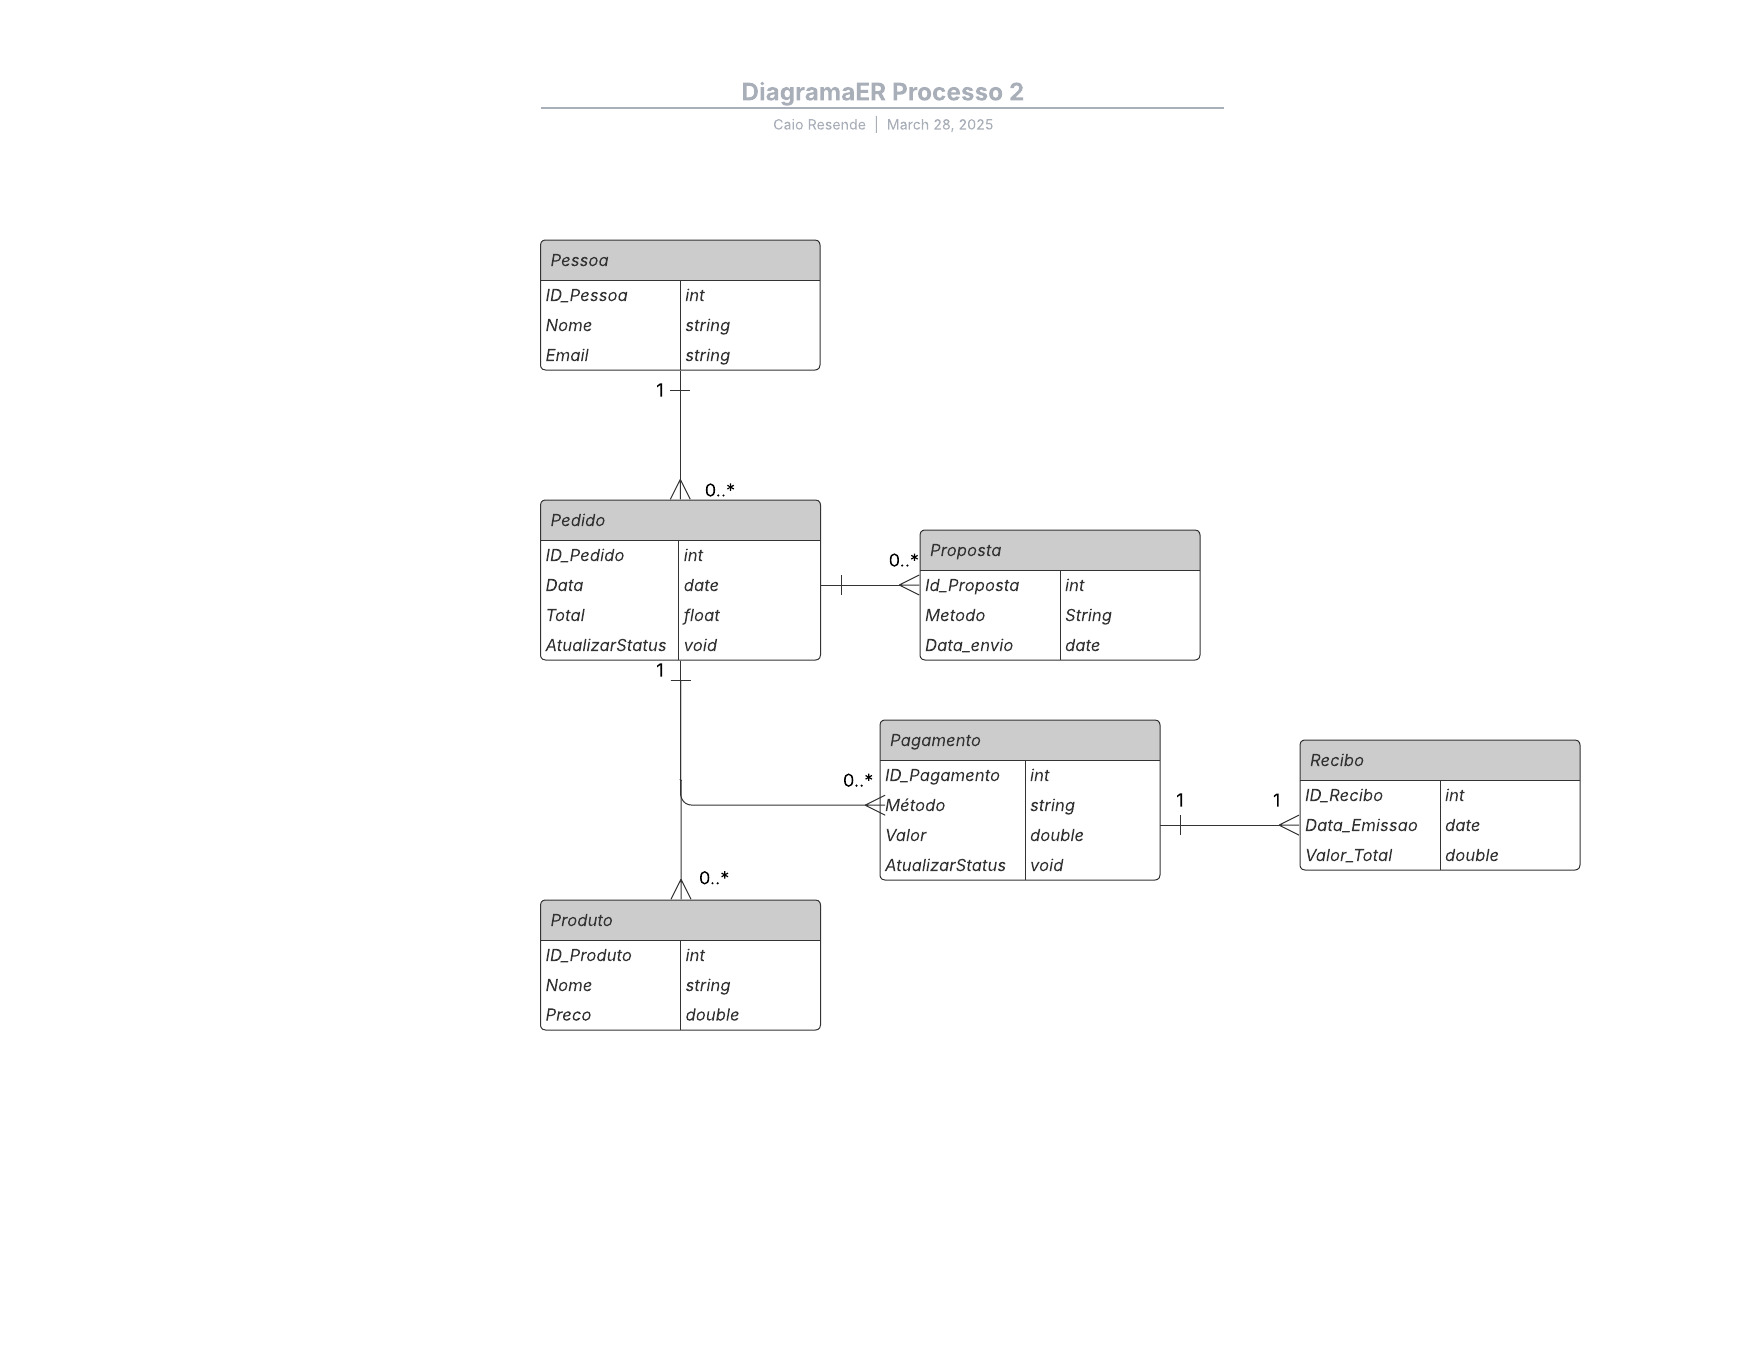 DiagramaER Processo 2
Caio Resende | March 28, 2025
Pessoa
ID_Pessoa int
Nome string
Email string
1
0..*
Pedido
ID_Pedido int
Data date
Total float
AtualizarStatus void
0..*
Proposta
Id_Proposta int
Metodo String
Data_envio date
1
0..*
Pagamento
ID_Pagamento int
Método string
Valor double
AtualizarStatus void
1 1
Recibo
ID_Recibo int
Data_Emissao date
Valor_Total double
0..*
Produto
ID_Produto int
Nome string
Preco double